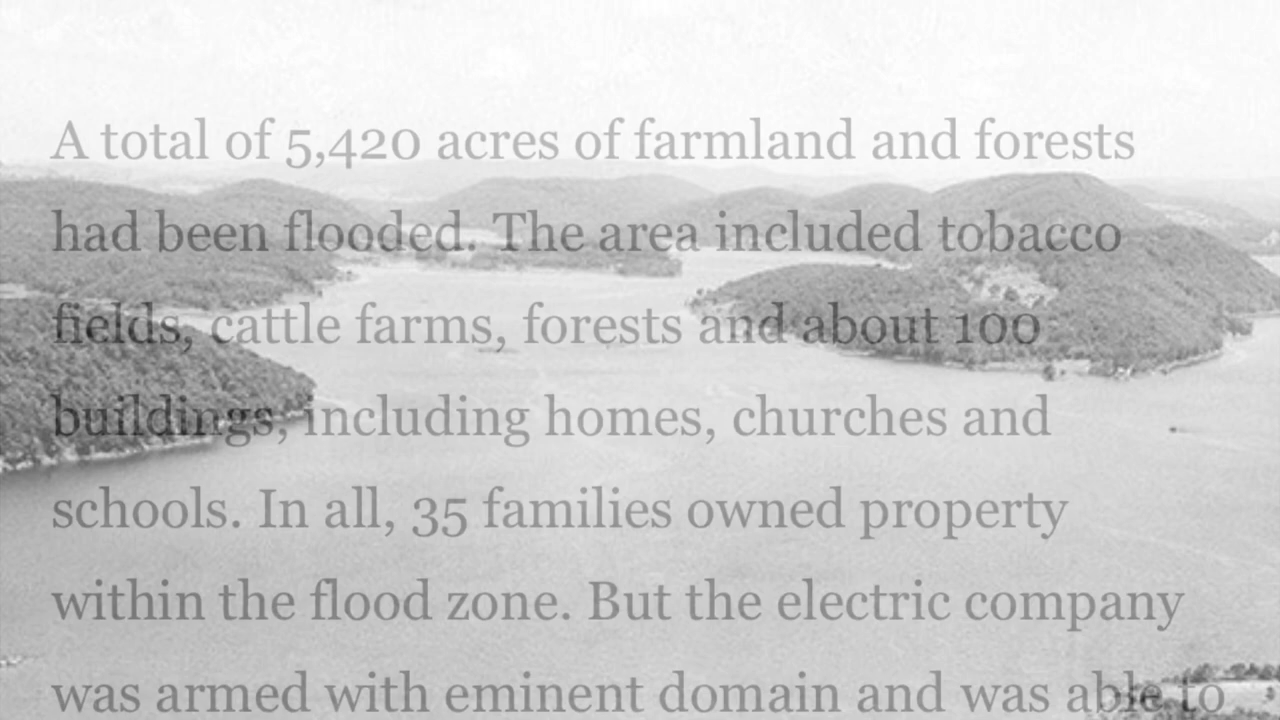 A total of 5,420 acres of farmland and forests
had been flooded. The area included tobacco
fields, cattle farms, forests and about 100
buildings, including homes, churches and
schools. In all, 35 families owned property
within the flood zone. But the electric company
was armed with eminent domain and was able to